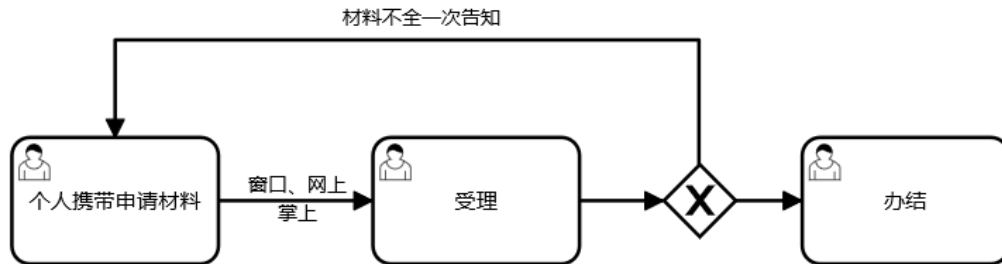 材料不全一次告知
个人携带申请材料
窗口、网上
掌上
受理
X
办结